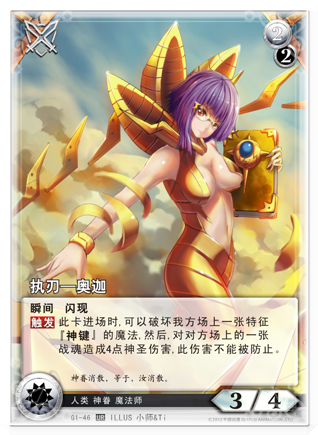 2
2
执刃—奥迦
瞬间 闪现
触发 此卡进场时,可以破坏我方场上一张特征
『神键』的魔法,然后,对对方场上的一张
战魂造成4点神圣伤害,此伤害不能被防止。
神眷消散,等于,汝消散。
人类 神眷 魔法师
3 / 4
G1-46 UR ILLUS 小师&Ti